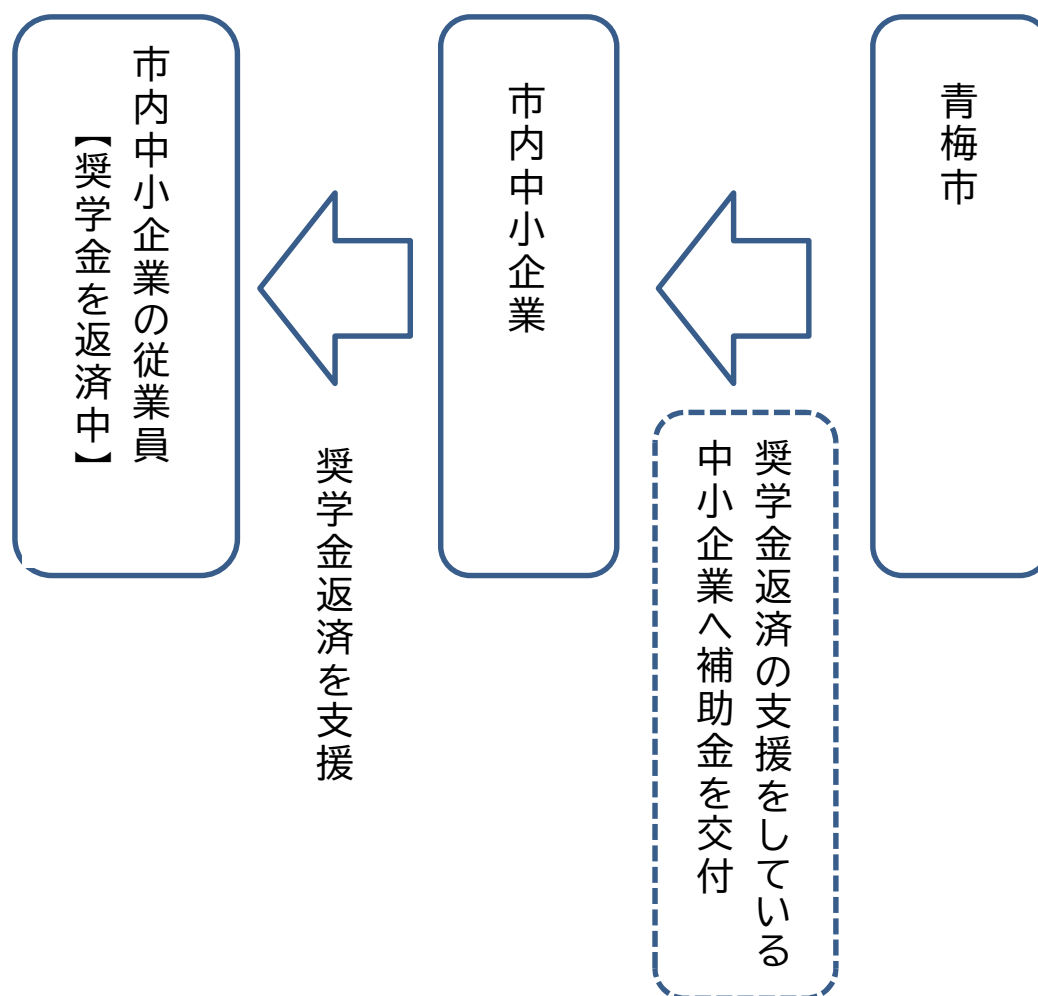 青梅市
奨学金返済の支援をしている
中小企業へ補助金を交付
市内中小企業
奨学金返済を支援
市内中小企業の従業員
【奨学金を返済中】